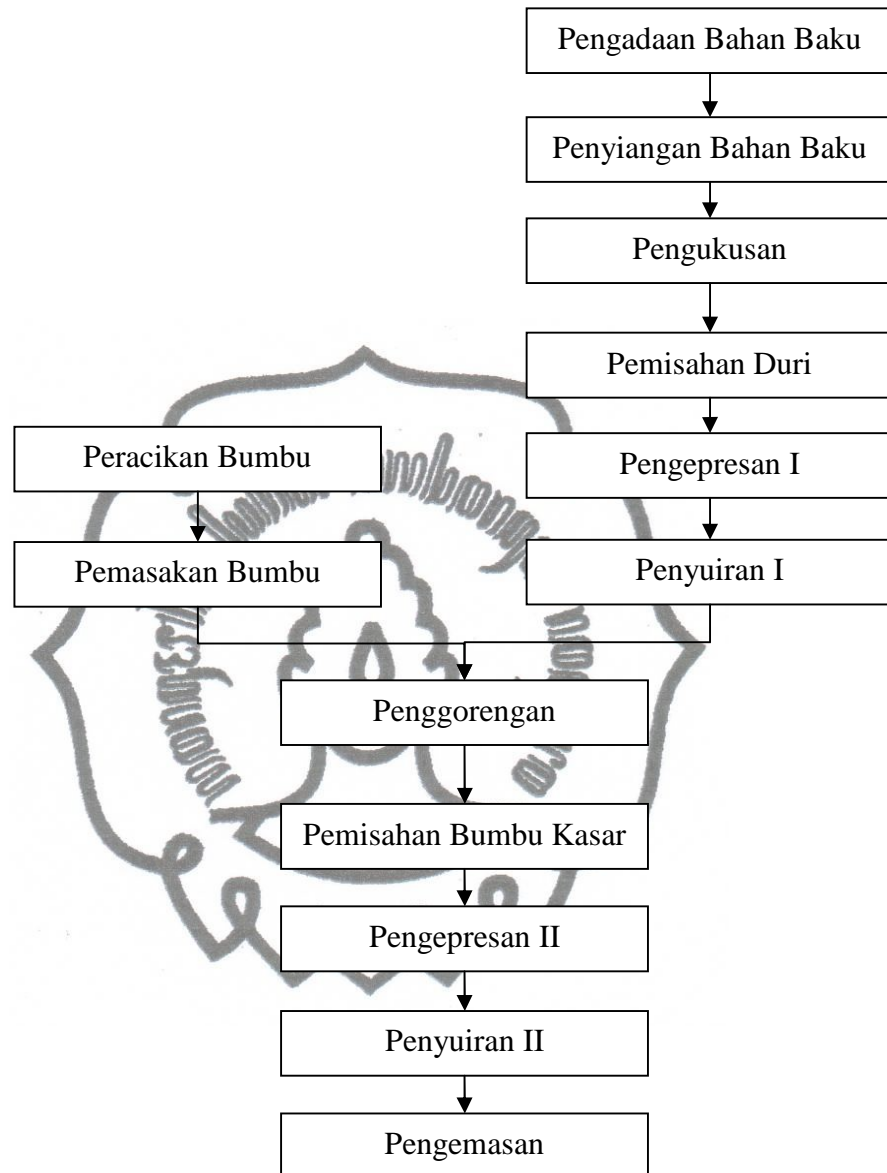 Pengadaan Bahan Baku
Penyiangan Bahan Baku
Pengukusan
Pemisahan Duri
Peracikan Bumbu
Pengepresan I
Pemasakan Bumbu
Penyuiran I
Penggorengan
Pemisahan Bumbu Kasar
Pengepresan II
Penyuiran II
Pengemasan